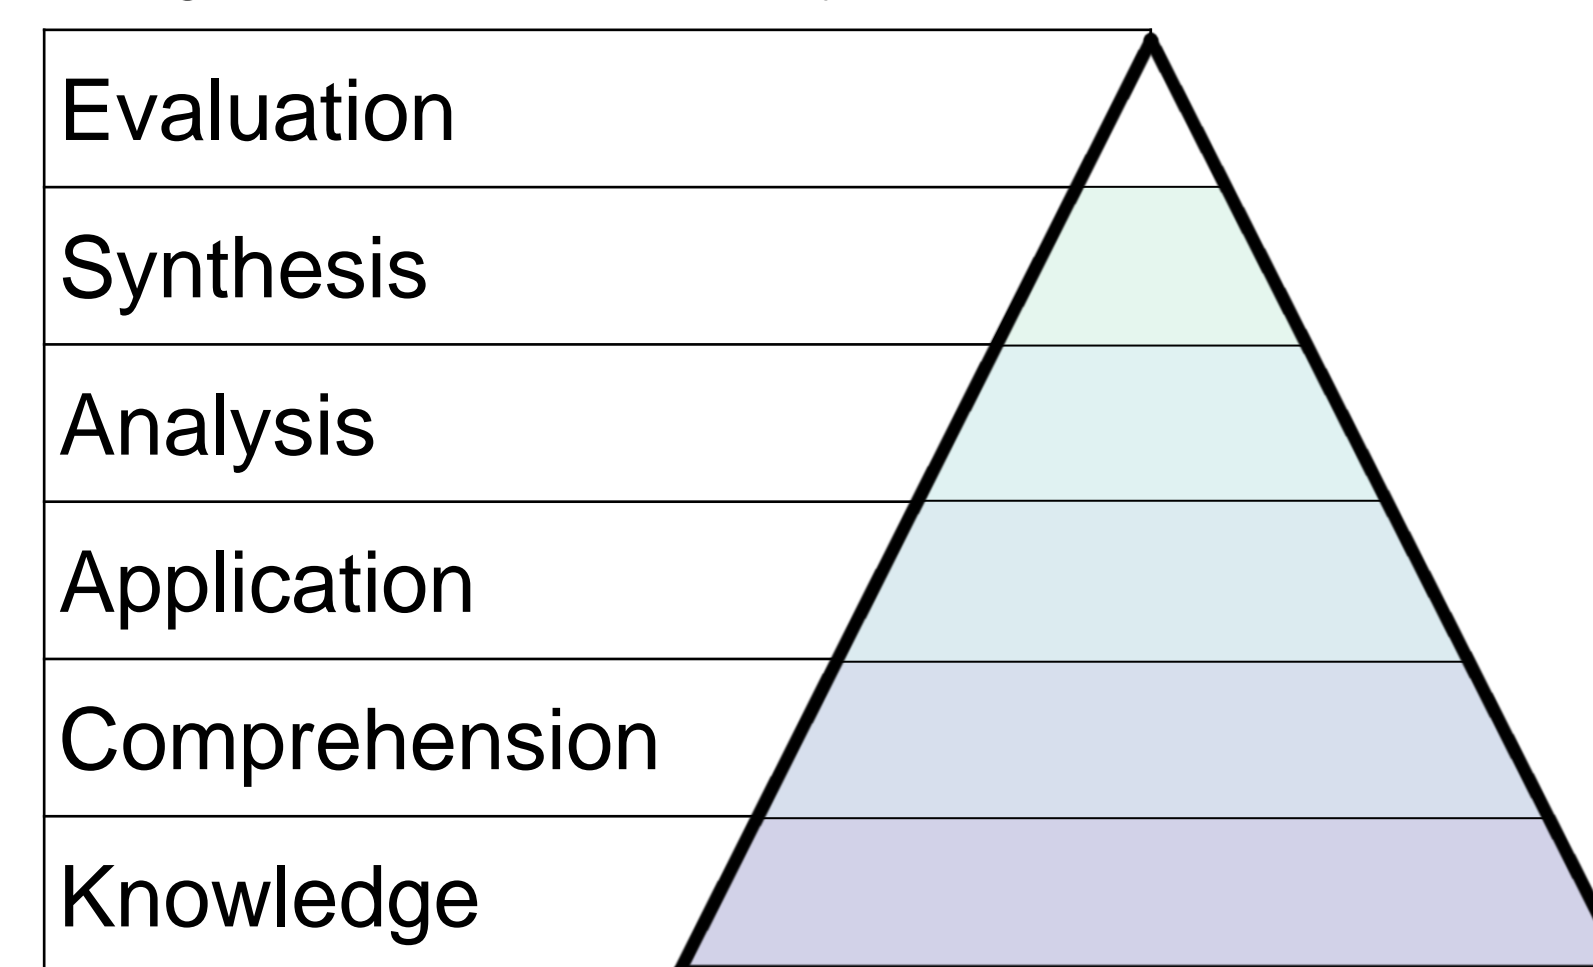 Evaluation
Synthesis
Analysis
Application
Comprehension
Knowledge